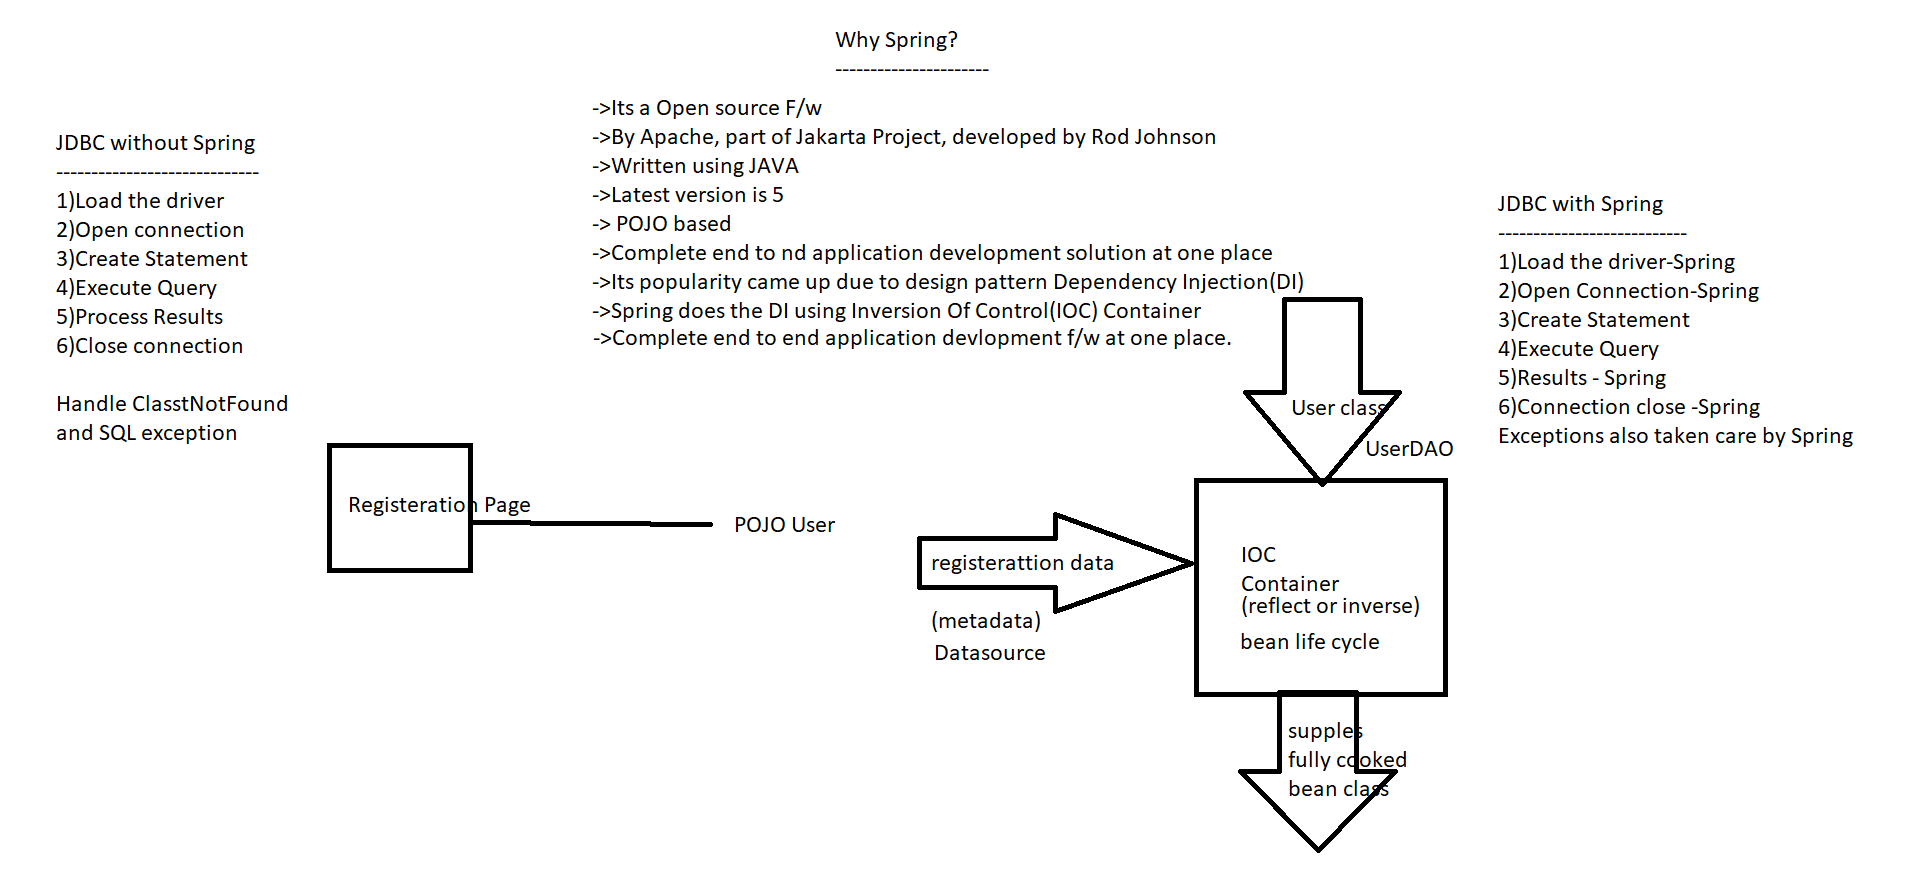 Why Spring?
----------------------
->Its a Open source F/w
->By Apache, part of Jakarta Project, developed by Rod Johnson
->Written using JAVA
->Latest version is 5
-> POJO based
->Complete end to nd application development solution at one place
->Its popularity came up due to design pattern Dependency Injection(DI)
->Spring does the DI using Inversion Of Control(IOC) Container
->Complete end to end application devlopment f/w at one place.
JDBC without Spring
-----------------------------
1)Load the driver
2)Open connection
3)Create Statement
4)Execute Query
5)Process Results
6)Close connection
Handle ClasstNotFound
and SQL exception
JDBC with Spring
---------------------------
1)Load the driver-Spring
2)Open Connection-Spring
3)Create Statement
4)Execute Query
5)Results - Spring
6)Connection close -Spring
Exceptions also taken care by Spring
User class
UserDAO
Registeration Page
POJO User
registerattion data
(metadata)
Datasource
IOC
Container
(reflect or inverse)
bean life cycle
supples
fully cooked
bean class